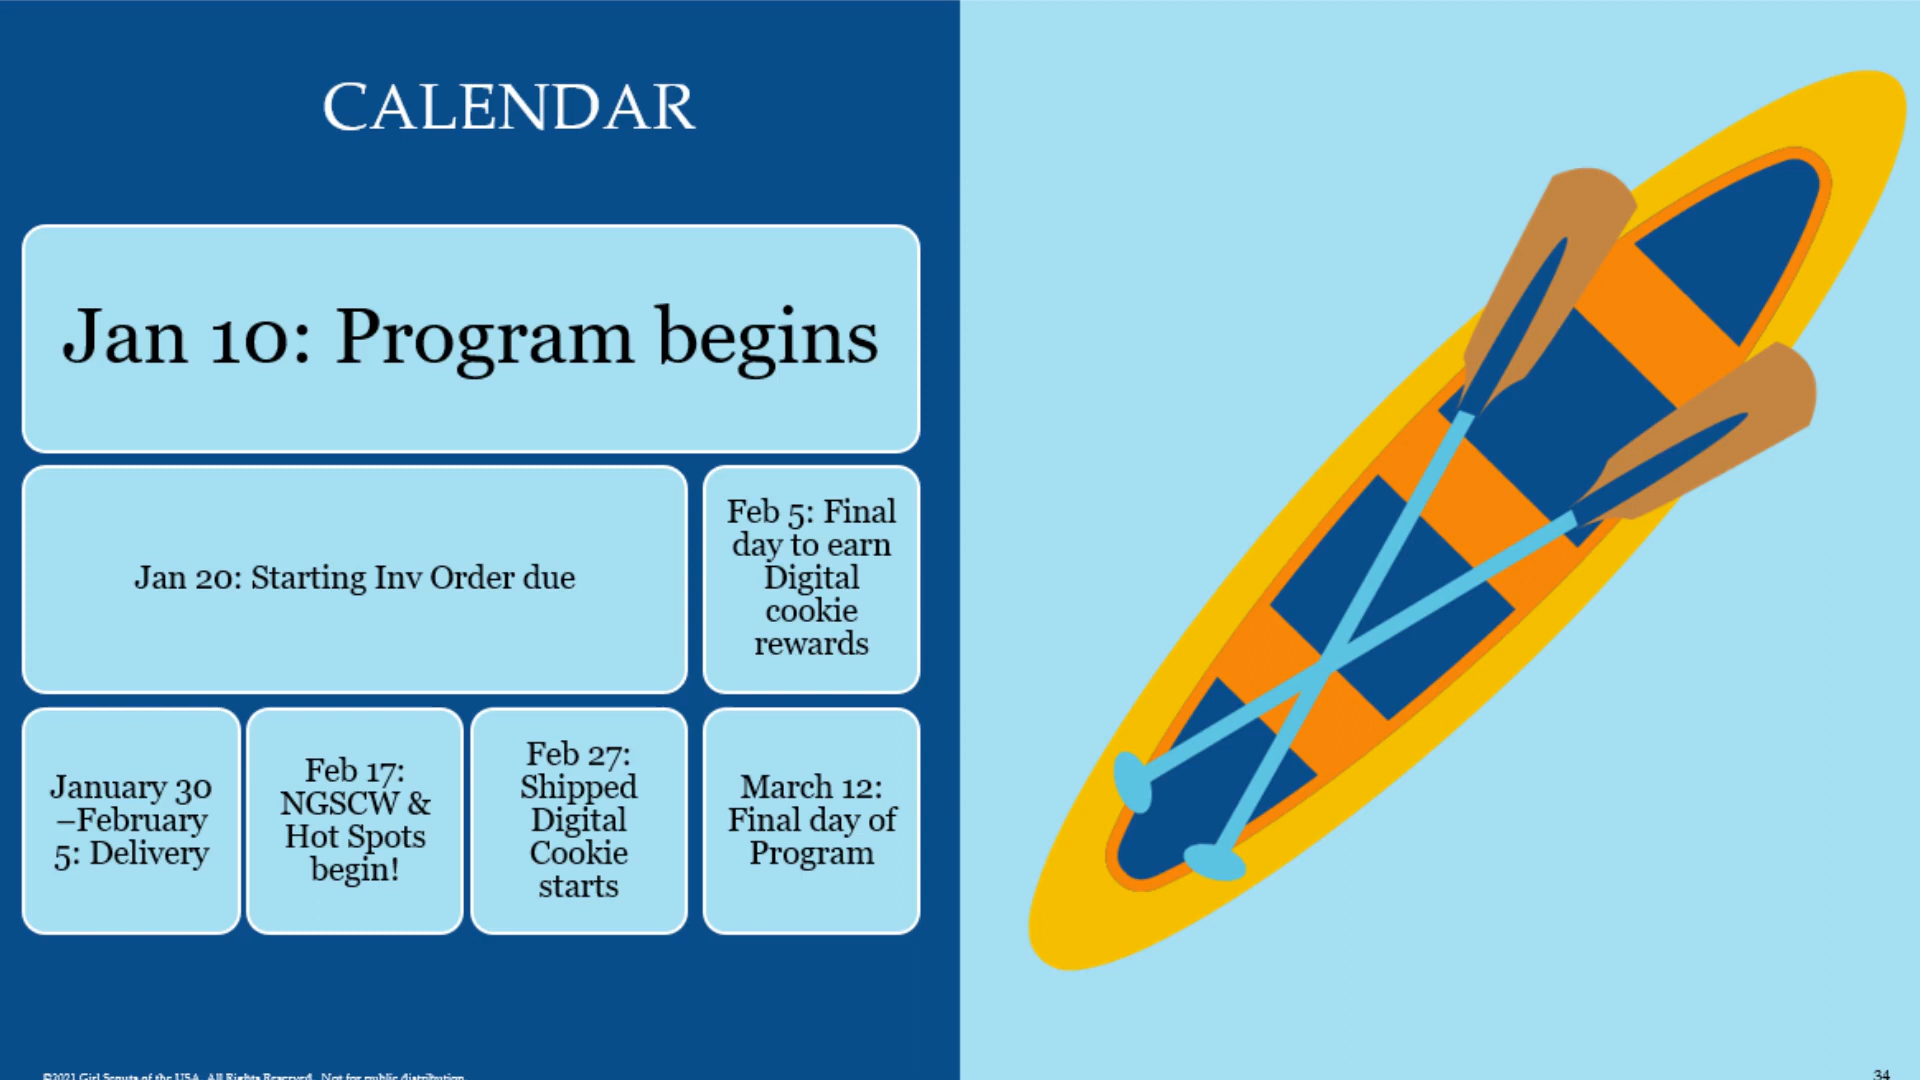 CALENDAR
Jan 10: Program begins
Jan 20: Starting Inv Order due
Feb 5: Final
day to earn
Digital
cookie
rewards
January 30
–February
5: Delivery
Feb 17:
NGSCW &
Hot Spots
begin!
Feb 27:
Shipped
Digital
Cookie
starts
March 12:
Final day of
Program
©2021 Girl Scouts of the USA. All Rights Reserved. Not for public distribution.
34